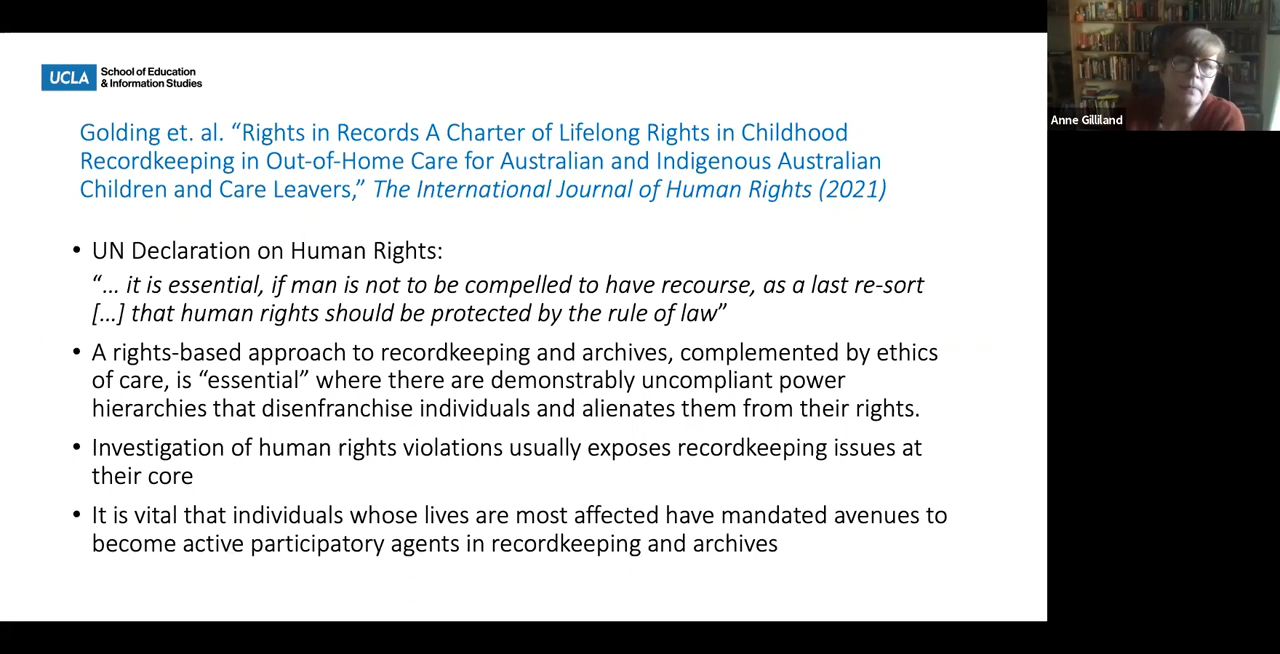 UCLA School of Education
& Information Studies
Golding et. al. “Rights in Records A Charter of Lifelong Rights in Childhood
Recordkeeping in Out-of-Home Care for Australian and Indigenous Australian
Children and Care Leavers,” The International Journal of Human Rights (2021)
• UN Declaration on Human Rights:
“… it is essential, if man is not to be compelled to have recourse, as a last re-sort
[…] that human rights should be protected by the rule of law”
• A rights-based approach to recordkeeping and archives, complemented by ethics
of care, is “essential” where there are demonstrably uncompliant power
hierarchies that disenfranchise individuals and alienates them from their rights.
• Investigation of human rights violations usually exposes recordkeeping issues at
their core
• It is vital that individuals whose lives are most affected have mandated avenues to
become active participatory agents in recordkeeping and archives
Anne Gilliland